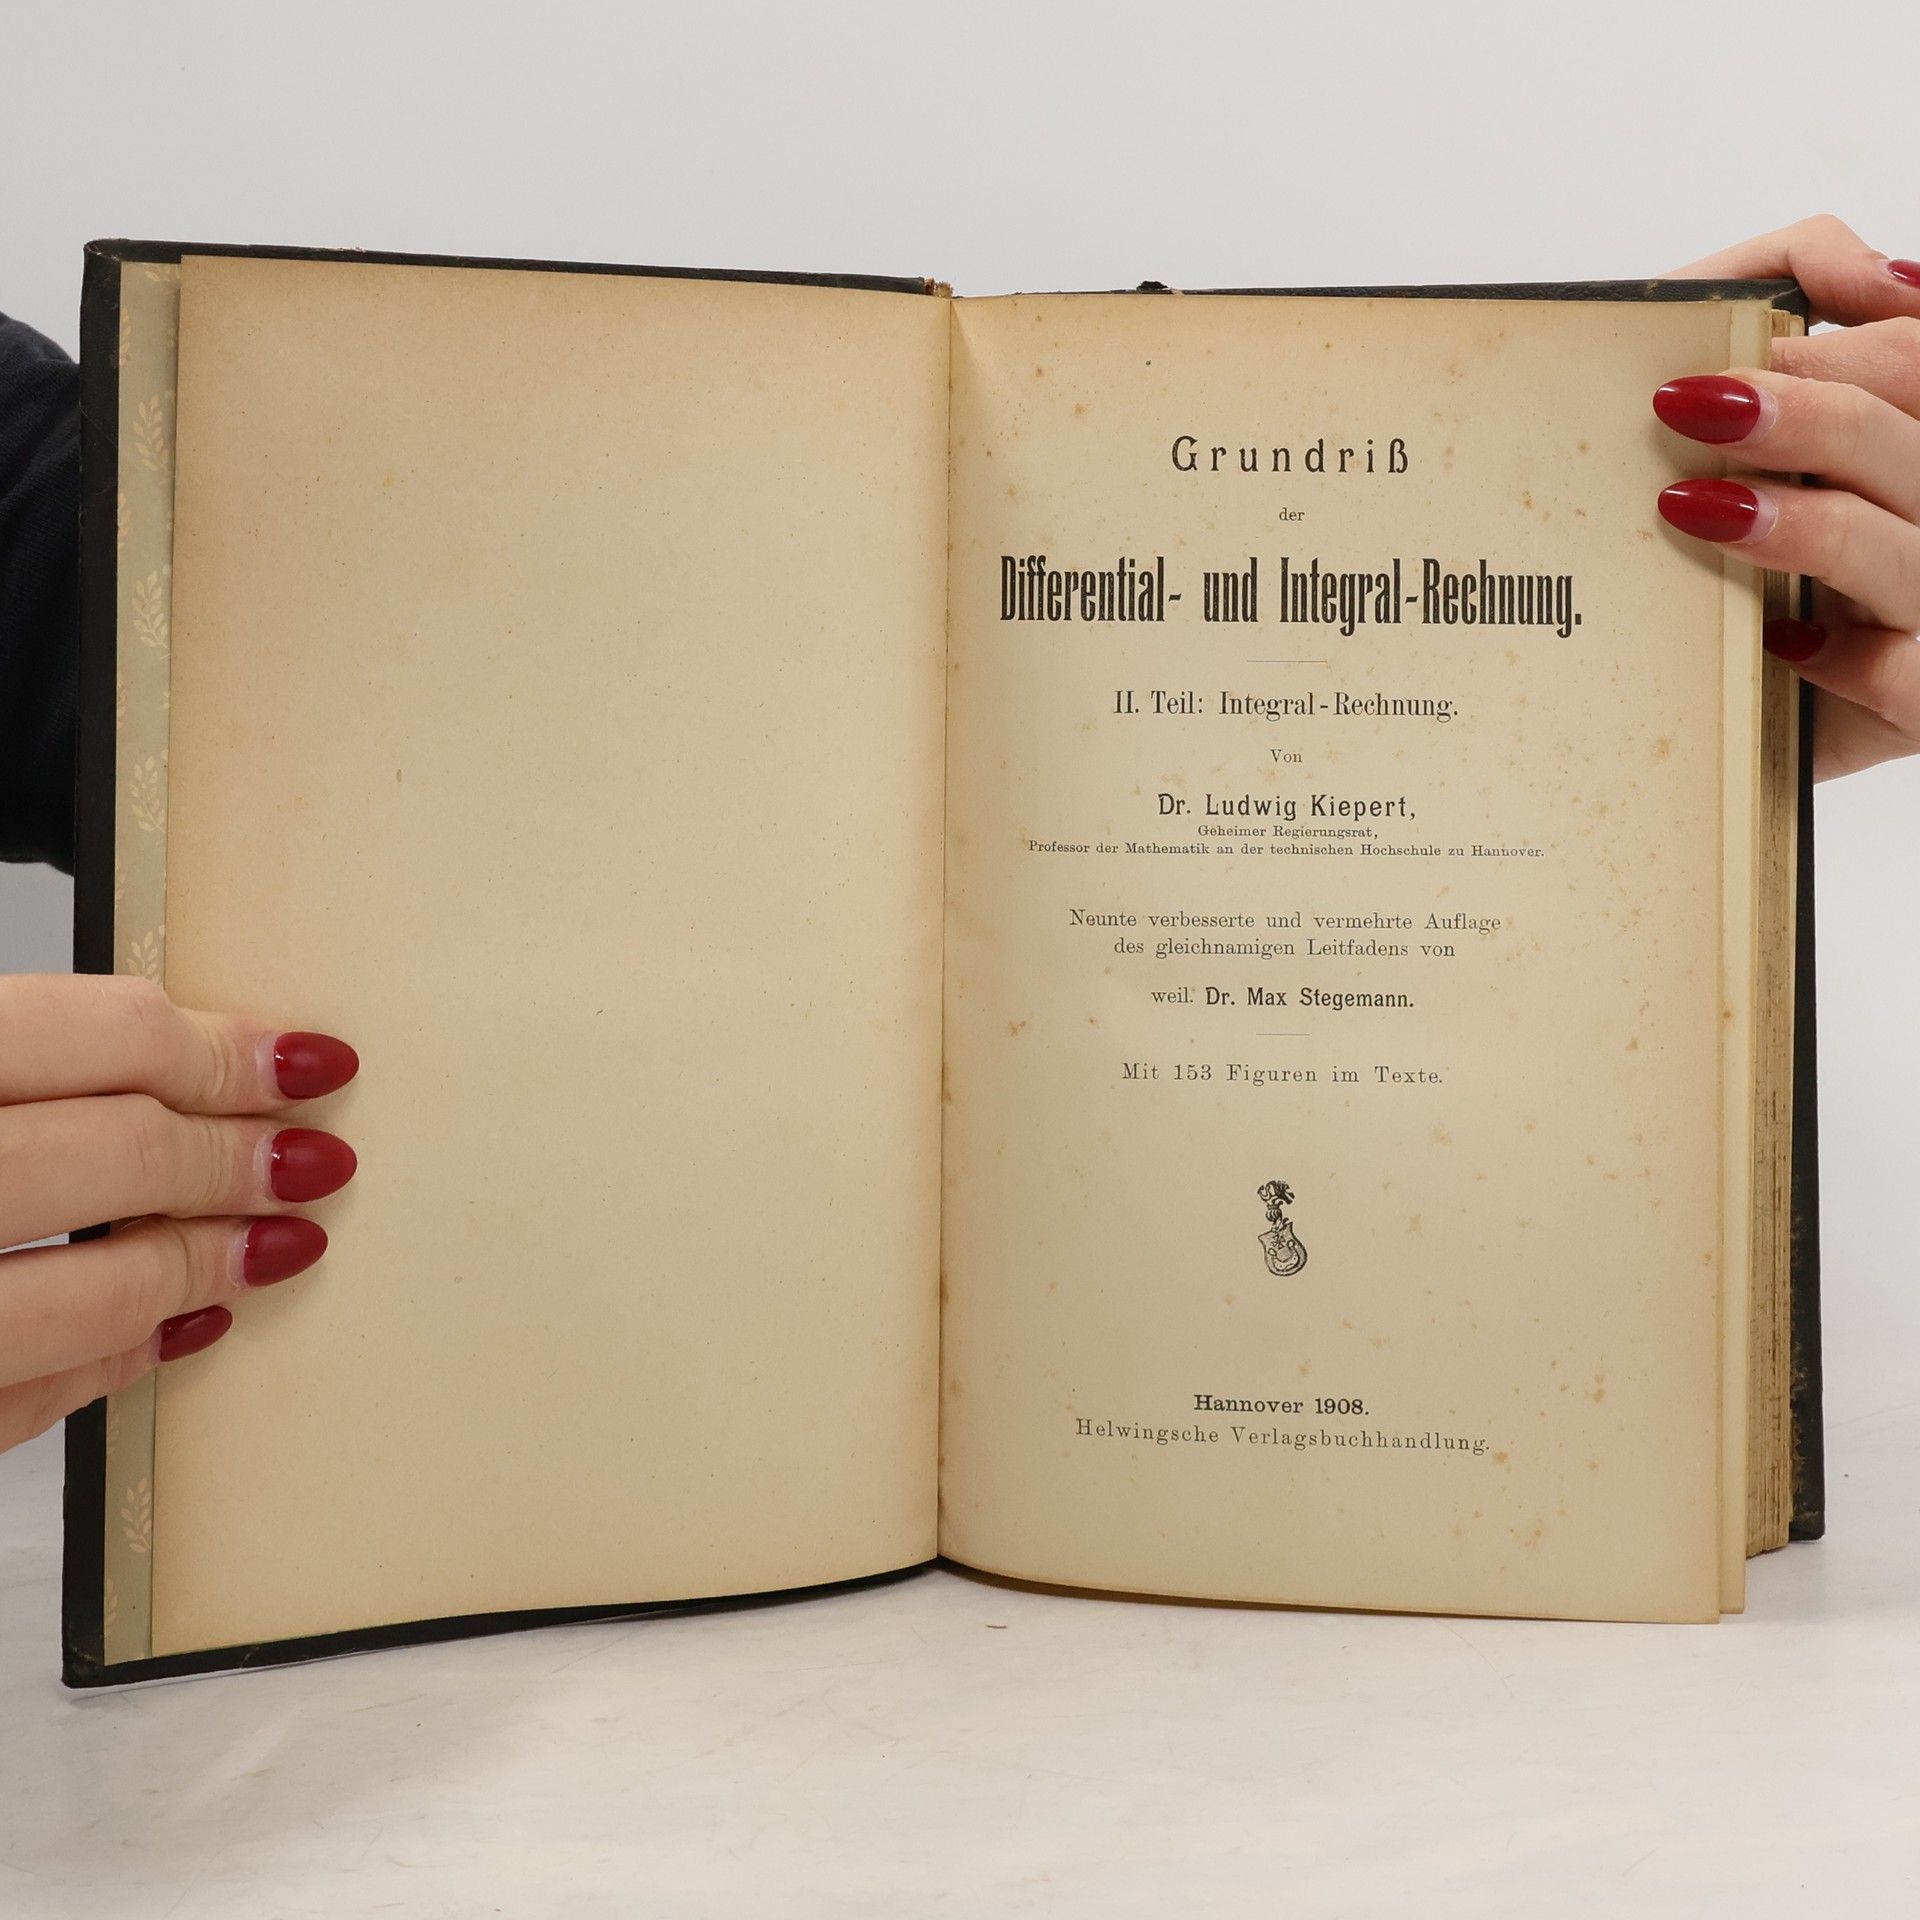 Grundriß
der
Differential- und Integral-Rechnung.
II. Teil: Integral-Rechnung.
Von
Dr. Ludwig Kiepert,
Geheimer Regierungsrat,
Professor der Mathematik an der technischen Hochschule zu Hannover.
Neunte verbesserte und vermehrte Auflage
des gleichnamigen Leitfadens von
weil. Dr. Max Stegemann.
Mit 153 Figuren im Texte.
Hannover 1908.
Helwingsche Verlagsbuchhandlung.